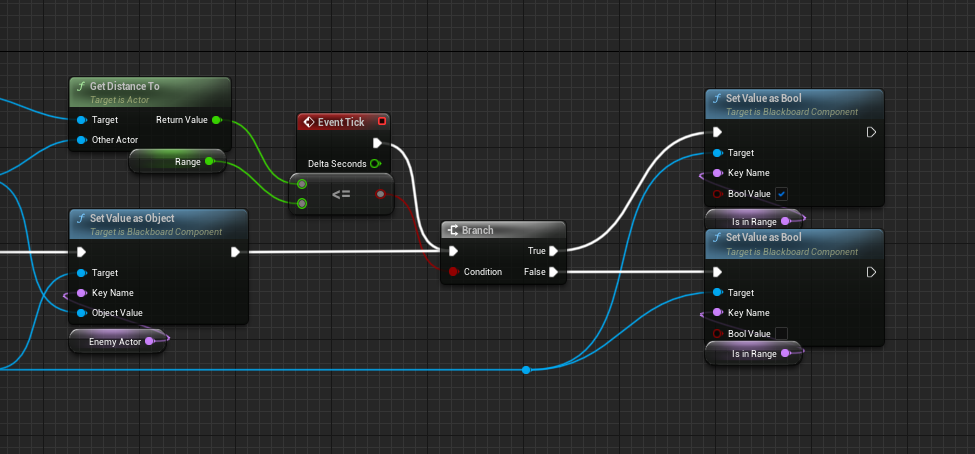 Get Distance To
Target is Actor
Target
Return Value
Other Actor
Range
Event Tick
Delta Seconds
<=
Set Value as Object
Target is Blackboard Component
Target
Key Name
Object Value
Enemy Actor
Branch
True
Condition
False
Set Value as Bool
Target is Blackboard Component
Target
Key Name
Bool Value
Is in Range
Set Value as Bool
Target is Blackboard Component
Target
Key Name
Bool Value
Is in Range